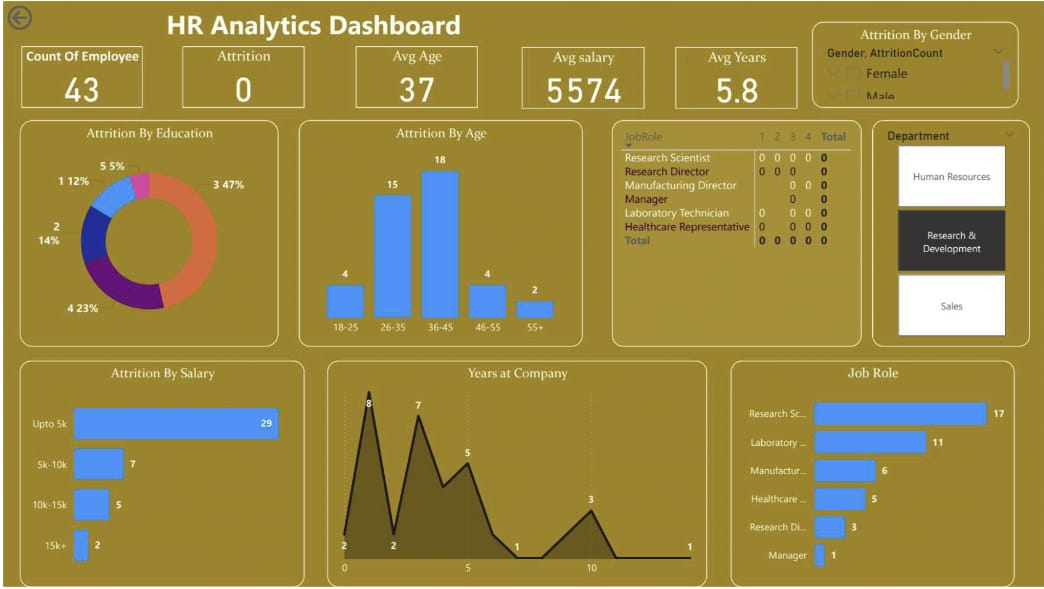 HR Analytics Dashboard
Count Of Employee
43
Attrition
0
Avg Age
37
Avg salary
5574
Avg Years
5.8
Attrition By Gender
Gender, AttritionCount
Female
Male
Attrition By Education
5 5%
1 12%
3 47%
2
14%
4 23%
Attrition By Age
18
15
4
4
2
18-25 26-35 36-45 46-55 55+
JobRole 1 2 3 4 Total
Research Scientist 0 0 0 0 0
Research Director 0 0 0 0
Manufacturing Director 0 0 0
Manager 0 0
Laboratory Technician 0 0 0 0
Healthcare Representative 0 0 0 0
Total 0 0 0 0 0
Department
Human Resources
Research &
Development
Sales
Attrition By Salary
Upto 5k 29
5k-10k 7
10k-15k 5
15k+ 2
Years at Company
8
7
5
3
2 2 1 1
0 5 10
Job Role
Research Sc... 17
Laboratory ... 11
Manufactur... 6
Healthcare ... 5
Research Di... 3
Manager 1